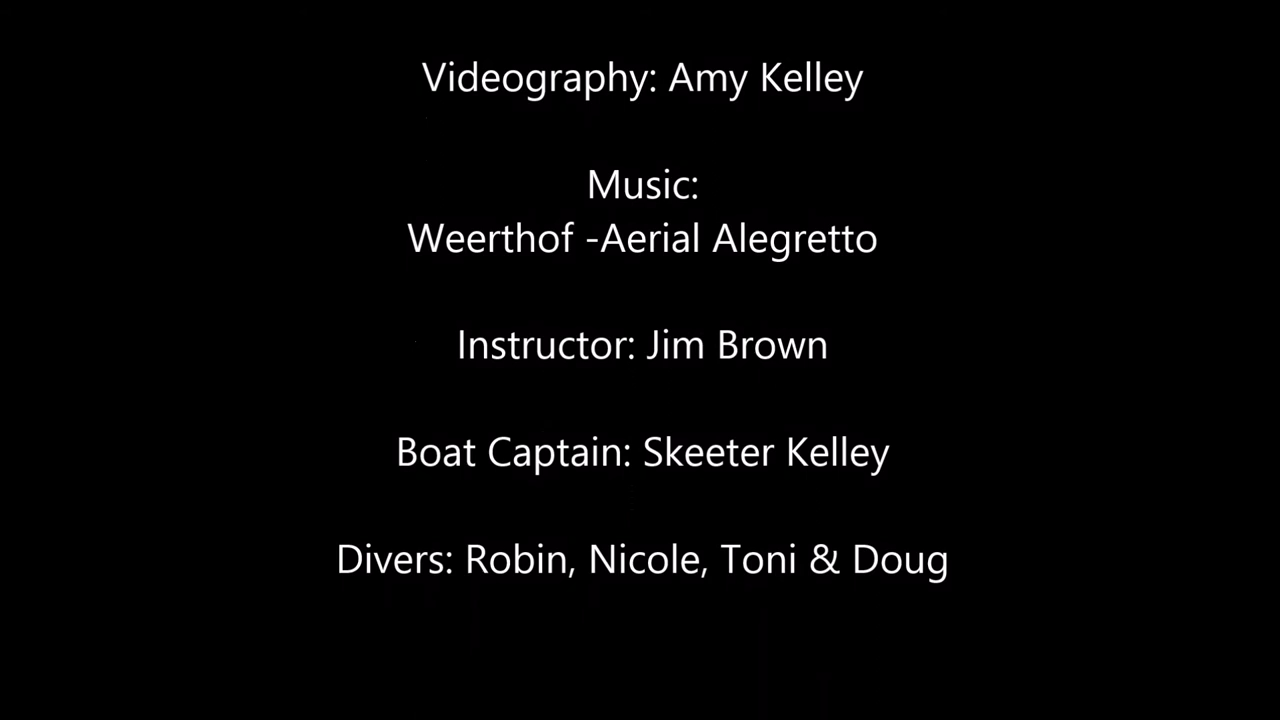 Videography: Amy Kelley
Music:
Weerthof -Aerial Alegretto
Instructor: Jim Brown
Boat Captain: Skeeter Kelley
Divers: Robin, Nicole, Toni & Doug